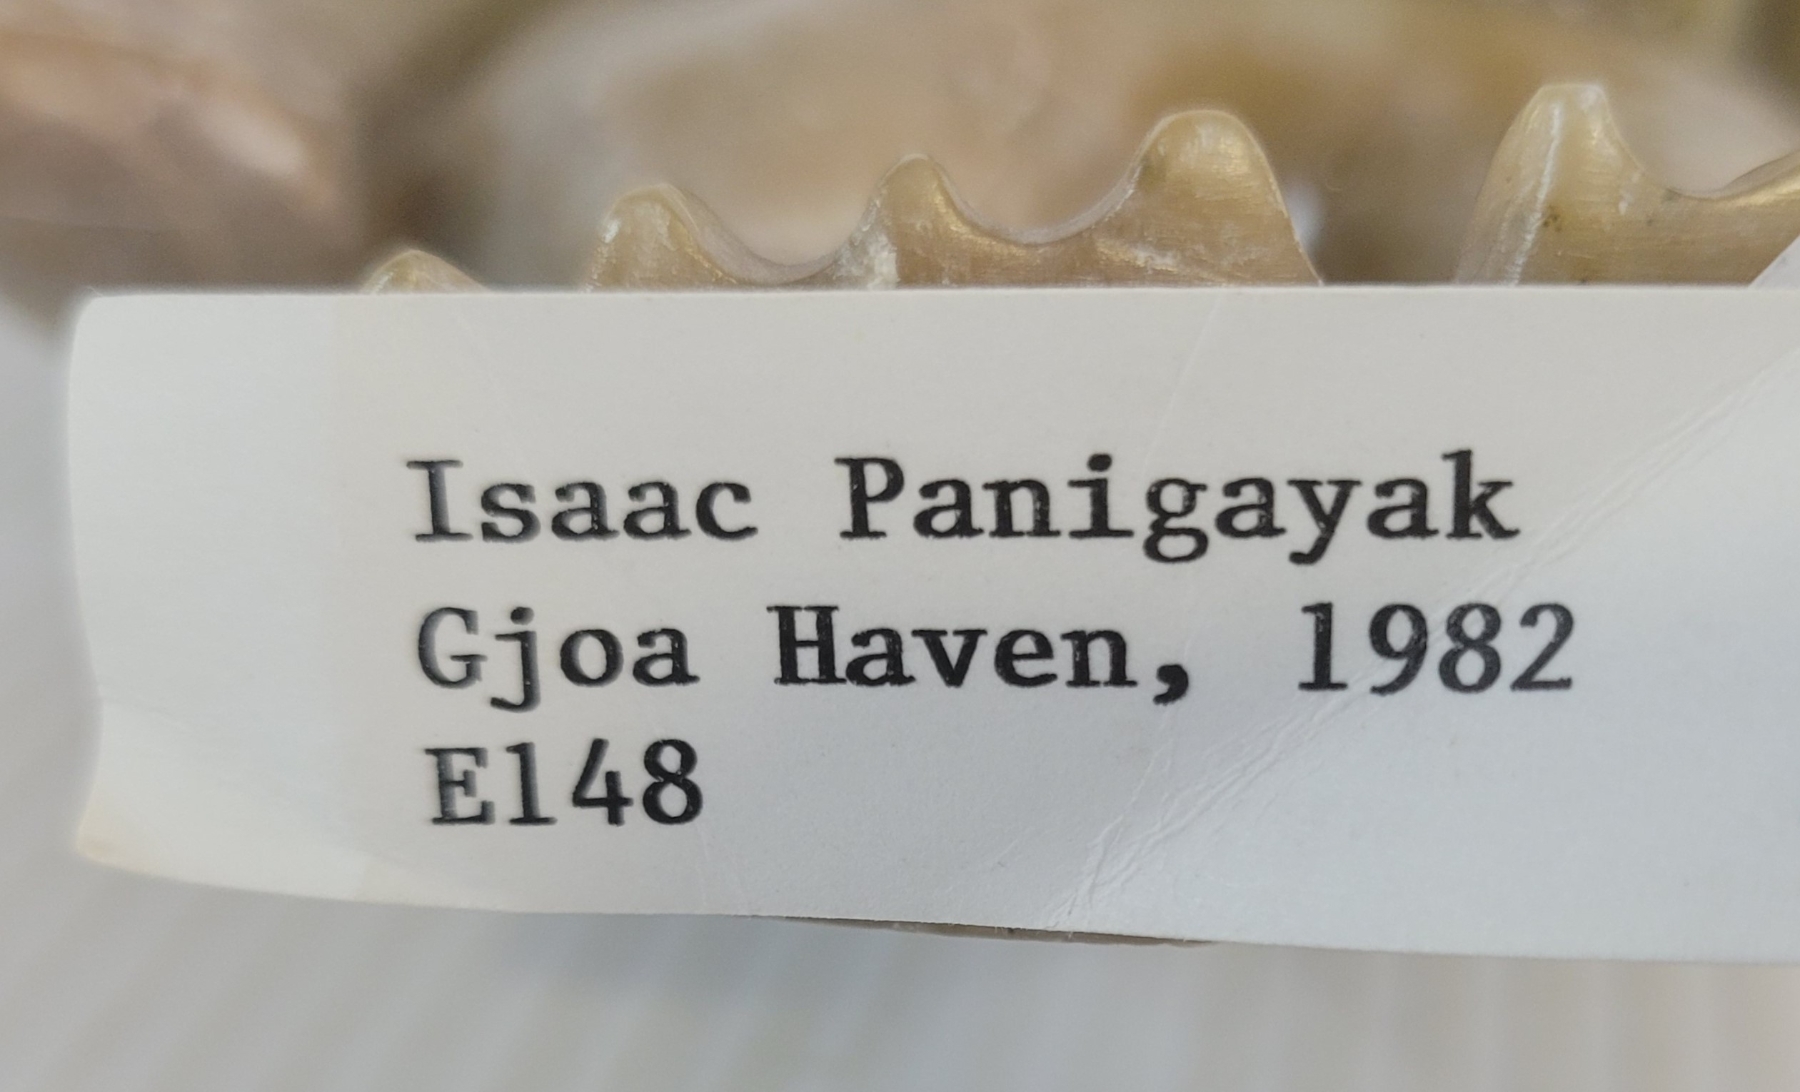 Isaac Panigayak
Gjoa Haven, 1982
E148